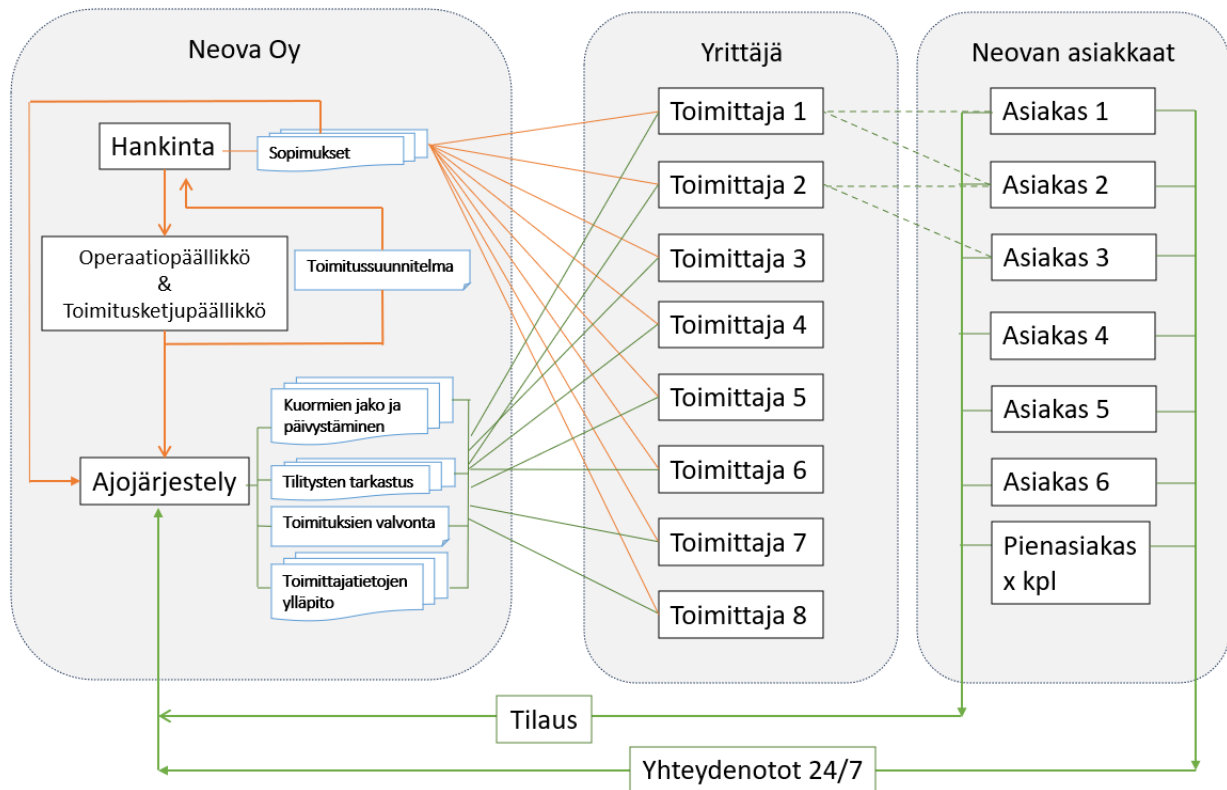 Neova Oy
Hankinta
Sopimukset
Operaatiopäällikkö
&
Toimitusketjupäällikkö
Toimitussuunnitelma
Kuormien jako ja
päivystäminen
Ajojärjestely
Tilitysten tarkastus
Toimituksien valvonta
Toimittajatietojen
ylläpito
Yrittäjä
Toimittaja 1
Toimittaja 2
Toimittaja 3
Toimittaja 4
Toimittaja 5
Toimittaja 6
Toimittaja 7
Toimittaja 8
Neovan asiakkaat
Asiakas 1
Asiakas 2
Asiakas 3
Asiakas 4
Asiakas 5
Asiakas 6
Pienasiakas
x kpl
Tilaus
Yhteydenotot 24/7